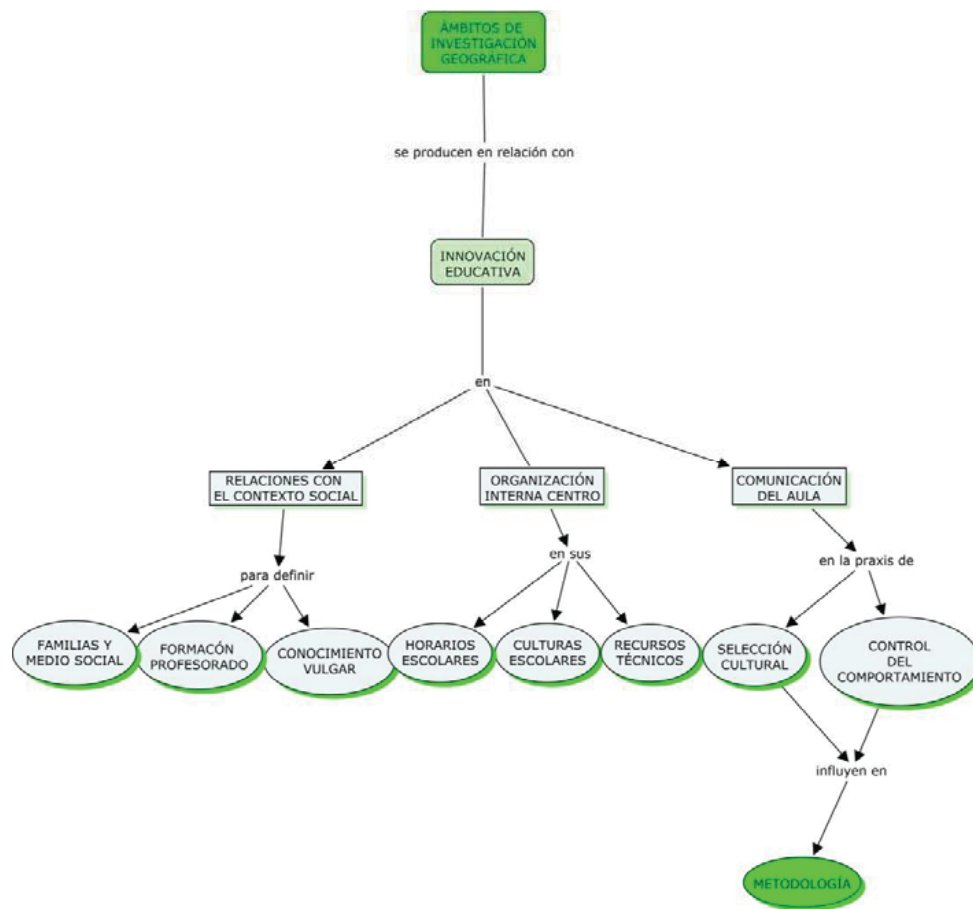 ÁMBITOS DE
INVESTIGACIÓN
GEOGRÁFICA
se producen en relación con
INNOVACIÓN
EDUCATIVA
en
RELACIONES CON
EL CONTEXTO SOCIAL
ORGANIZACIÓN
INTERNA CENTRO
COMUNICACIÓN
DEL AULA
para definir
en sus
en la praxis de
FAMILIAS Y
MEDIO SOCIAL
FORMACÓN
PROFESORADO
CONOCIMIENTO
VULGAR
HORARIOS
ESCOLARES
CULTURAS
ESCOLARES
RECURSOS
TÉCNICOS
SELECCIÓN
CULTURAL
CONTROL
DEL
COMPORTAMIENTO
influyen en
METODOLOGÍA